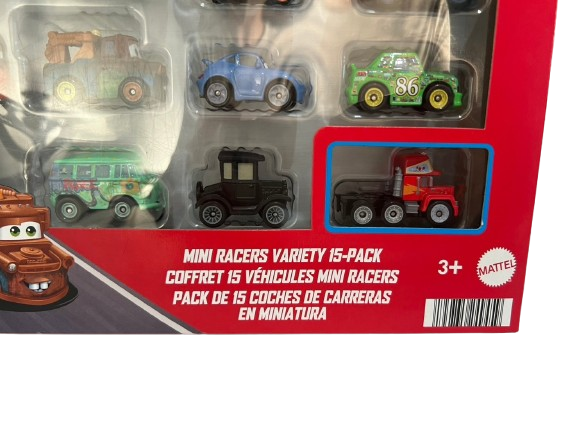 86
MINI RACERS VARIETY 15-PACK
COFFRET 15 VÉHICULES MINI RACERS
PACK DE 15 COCHES DE CARRERAS
EN MINIATURA
3+
MATTEL